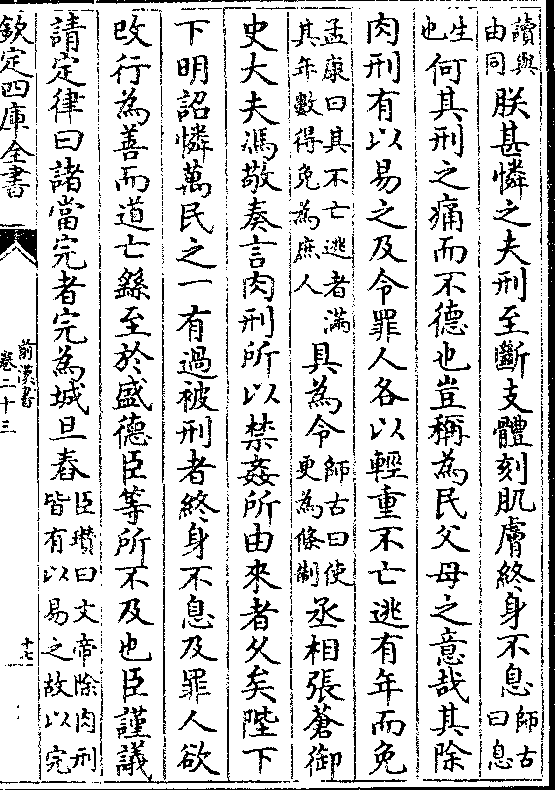 讀與
由同朕甚憐之夫刑至斷支體刻肌膚終身不息師古
曰息
生
也何其刑之痛而不德也豈稱為民父母之意哉其除
肉刑有以易之及令罪人各以輕重不亡逃有年而免
孟康曰其不亡逃者滿
其年數得免為庶人具為令師古曰使
更為條制丞相張蒼御
史大夫馮敬奏言肉刑所以禁姦所由來者久矣陛下
下明詔憐萬民之一有過被刑者終身不息及罪人欲
改行為善而道亡繇至於盛德臣等所不及也臣謹議
請定律曰諸當完者完為城旦舂臣瓚曰文帝除肉刑
皆有以易之故以完
欽定四庫全書
前漢書
卷二十三
十七